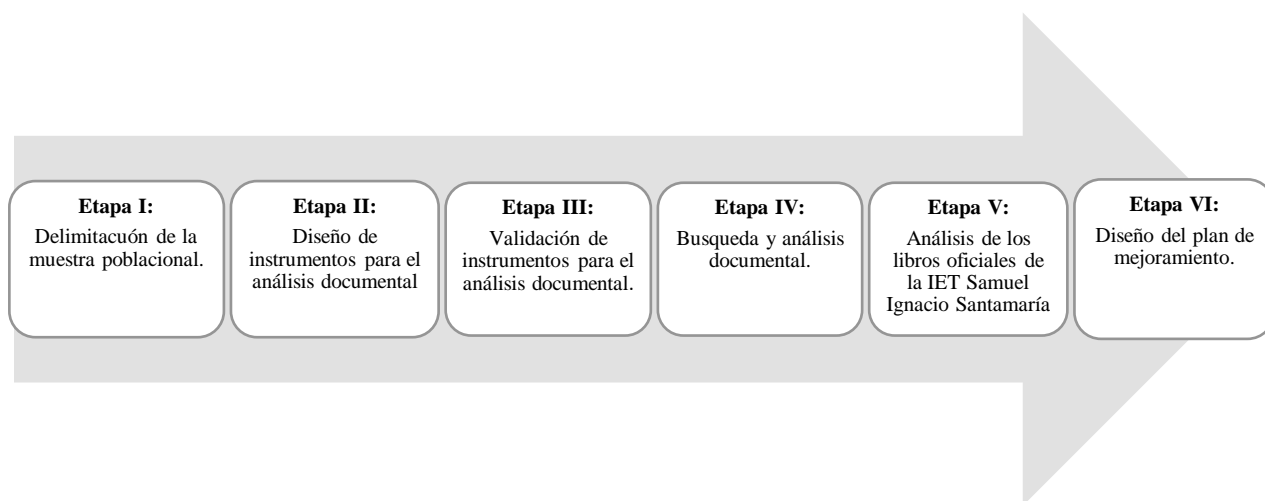 Etapa I:
Delimitacuón de la
muestra poblacional.
Etapa II:
Diseño de
instrumentos para el
análisis documental
Etapa III:
Validación de
instrumentos para el
análisis documental.
Etapa IV:
Busqueda y análisis
documental.
Etapa V:
Análisis de los
libros oficiales de
la IET Samuel
Ignacio Santamaría
Etapa VI:
Diseño del plan de
mejoramiento.